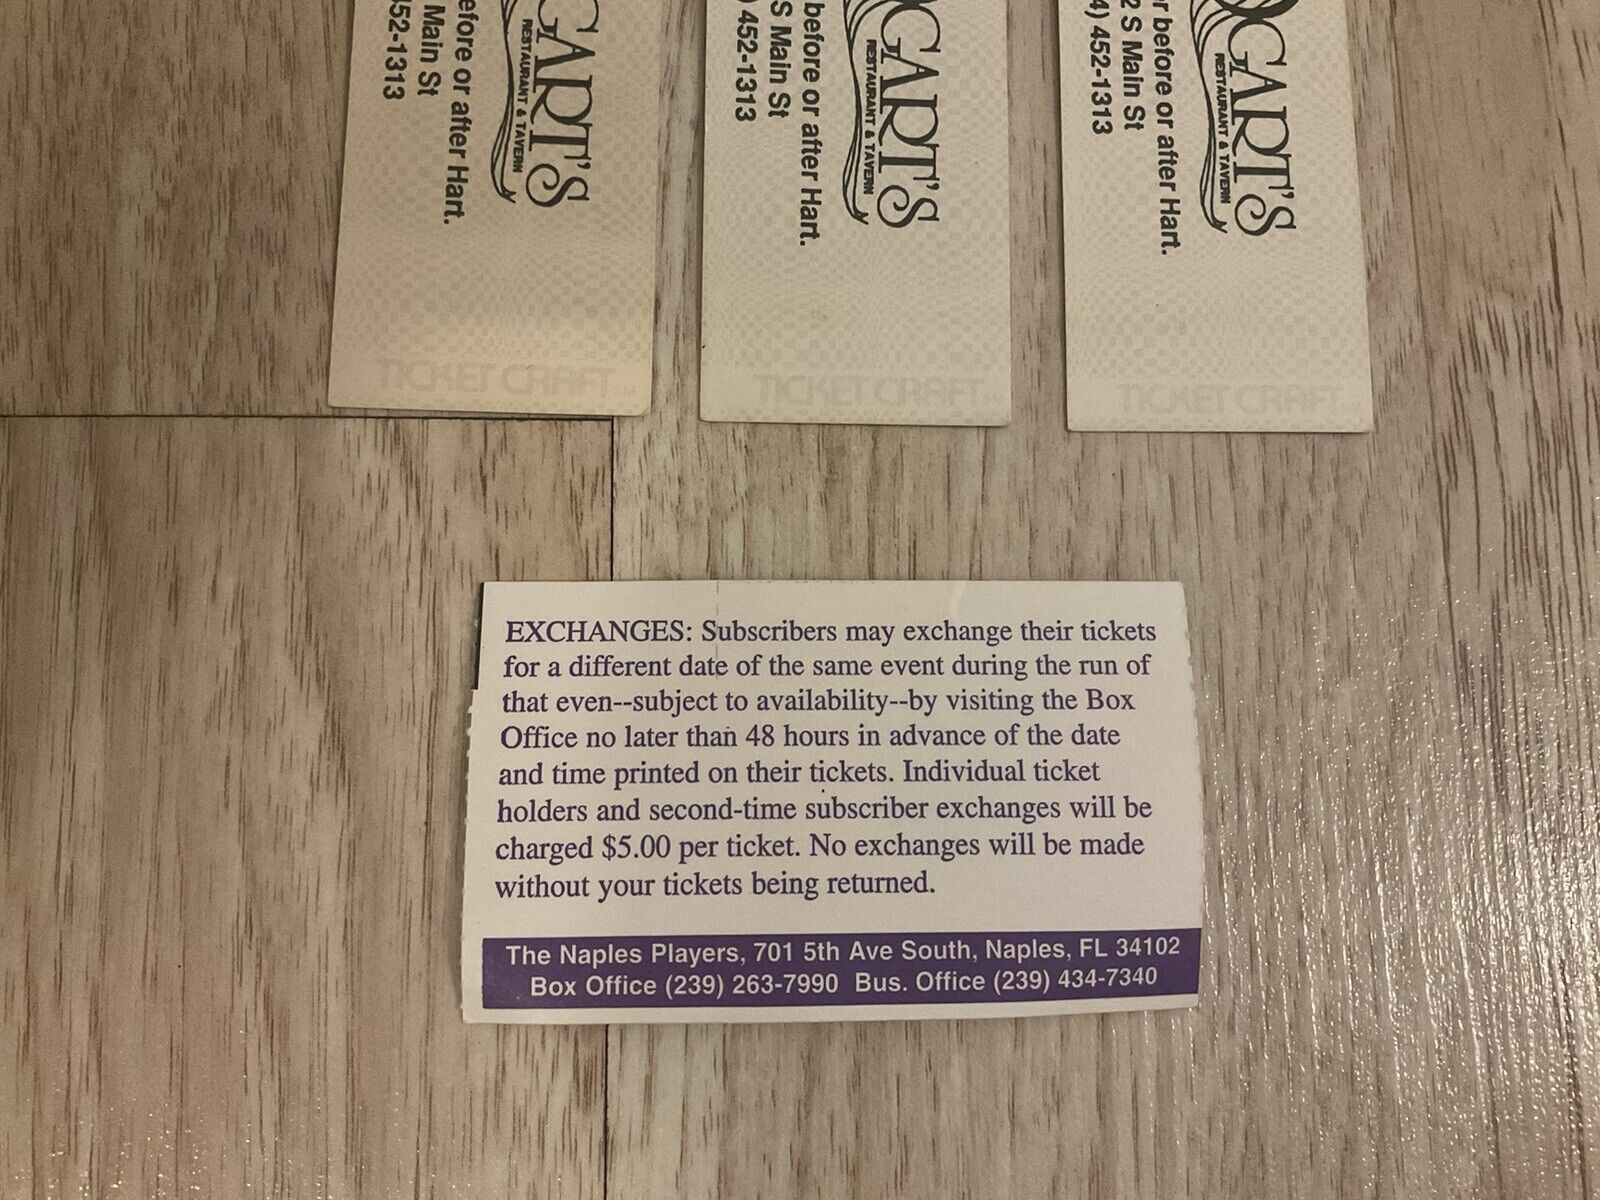 GART'S
RESTAURANT & TAVERN
before or after Hart.
Main St
452-1313
TICKET CRAFT
GART'S
RESTAURANT & TAVERN
before or after Hart.
S Main St
) 452-1313
TICKET CRAFT
OGART'S
RESTAURANT & TAVERN
or before or after Hart.
2 S Main St
4) 452-1313
TICKET CRAFT
EXCHANGES: Subscribers may exchange their tickets
for a different date of the same event during the run of
that even--subject to availability--by visiting the Box
Office no later than 48 hours in advance of the date
and time printed on their tickets. Individual ticket
holders and second-time subscriber exchanges will be
charged $5.00 per ticket. No exchanges will be made
without your tickets being returned.
The Naples Players, 701 5th Ave South, Naples, FL 34102
Box Office (239) 263-7990 Bus. Office (239) 434-7340